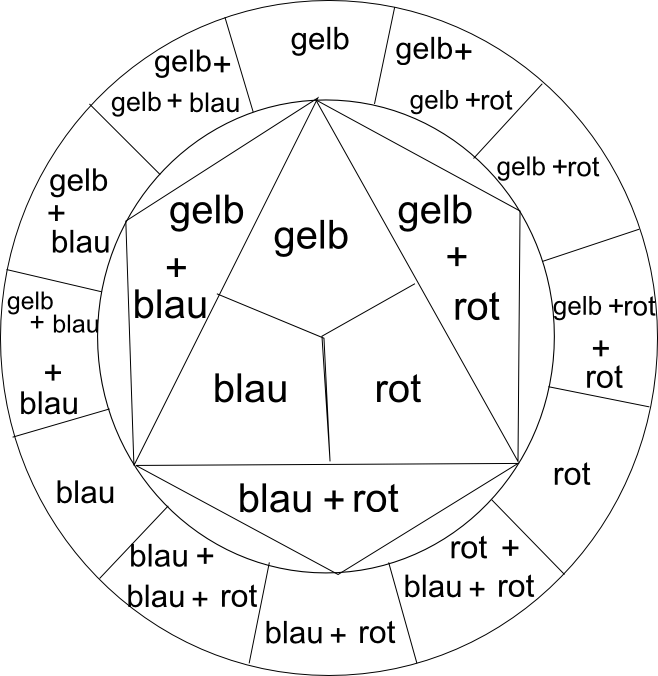 gelb
gelb+
gelb +rot
gelb +rot
gelb +rot
+
rot
rot
rot +
blau + rot
blau + rot
blau +
blau + rot
blau
gelb
+ blau
+
blau
gelb
+
blau
gelb+
gelb + blau
gelb
+
blau
gelb
gelb
+
rot
blau
rot
blau + rot